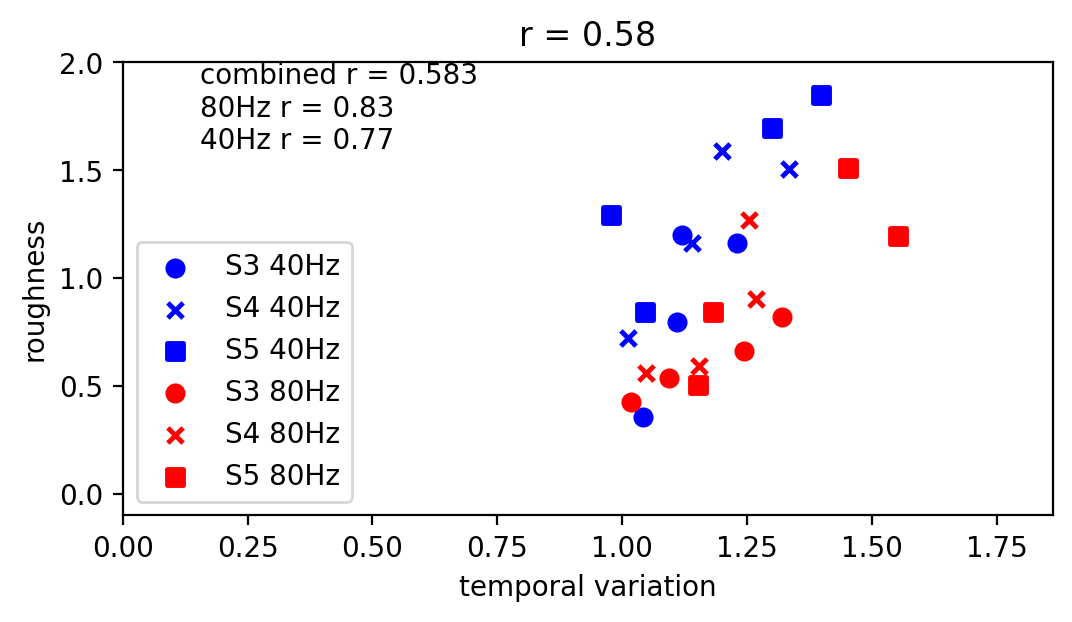 r = 0.58
combined r = 0.583
80Hz r = 0.83
40Hz r = 0.77
2.0
1.5
1.0
0.5
0.0
roughness
S3 40Hz
S4 40Hz
S5 40Hz
S3 80Hz
S4 80Hz
S5 80Hz
0.00 0.25 0.50 0.75 1.00 1.25 1.50 1.75
temporal variation